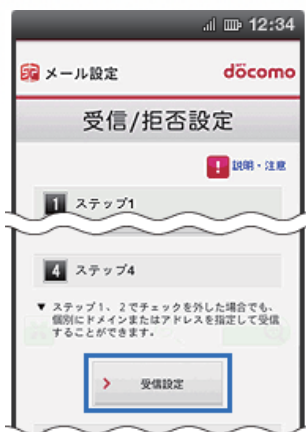 12:34
メール設定
döcomo
受信/拒否設定
! 説明・注意
1 ステップ1
4 ステップ4
▼ ステップ1、2でチェックを外した場合でも、
個別にドメインまたはアドレスを指定して受信
することができます。
受信設定